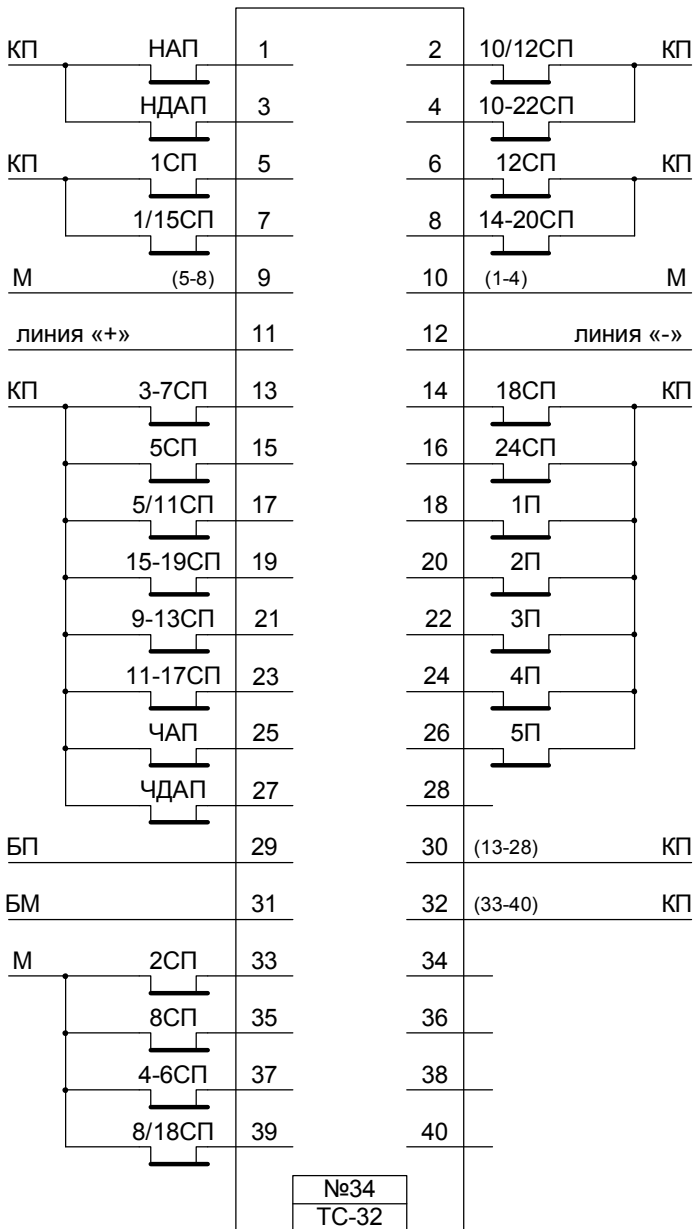 КП НАП 1 2 10/12СП КП
НДАП 3 4 10-22СП
КП 1СП 5 6 12СП КП
1/15СП 7 8 14-20СП
М (5-8) 9 10 (1-4) М
линия «+» 11 12 линия «-»
КП 3-7СП 13 14 18СП КП
5СП 15 16 24СП
5/11СП 17 18 1П
15-19СП 19 20 2П
9-13СП 21 22 3П
11-17СП 23 24 4П
ЧАП 25 26 5П
ЧДАП 27 28
БП 29 30 (13-28) КП
БМ 31 32 (33-40) КП
М 2СП 33 34
8СП 35 36
4-6СП 37 38
8/18СП 39 40
№34
ТС-32